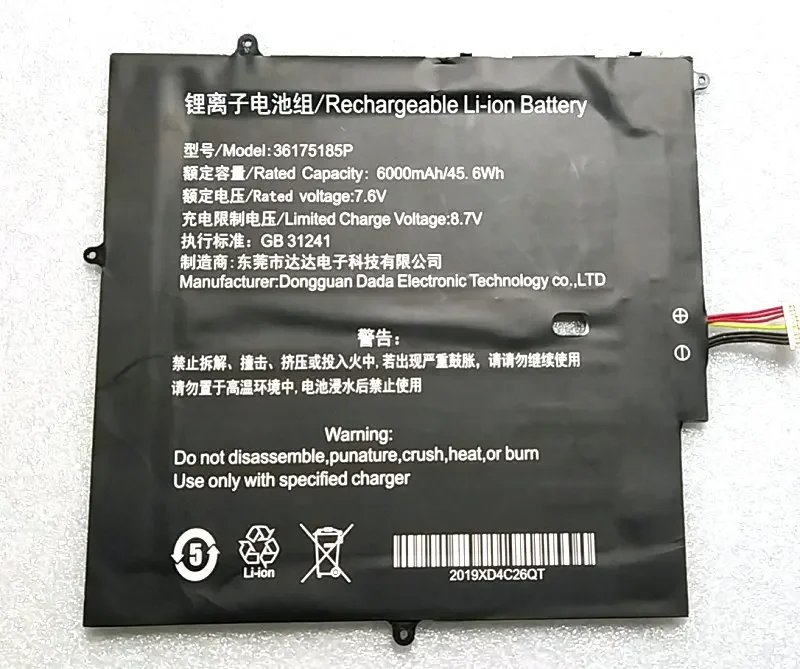 锂离子电池组/Rechargeable Li-ion Battery
型号/Model:36175185P
额定容量/Rated Capacity: 6000mAh/45.6Wh
额定电压/Rated voltage:7.6V
充电限制电压/Limited Charge Voltage:8.7V
执行标准: GB 31241
制造商:东莞市达达电子科技有限公司
Manufacturer:Dongguan Dada Electronic Technology co.,LTD
警告:
禁止拆解、撞击、挤压或投入火中,若出现严重鼓胀,请请勿继续使用
请勿置于高温环境中,电池浸水后禁止使用
Warning:
Do not disassemble,punature,crush,heat,or burn
Use only with specified charger
5
Li-ion
2019XD4C26QT